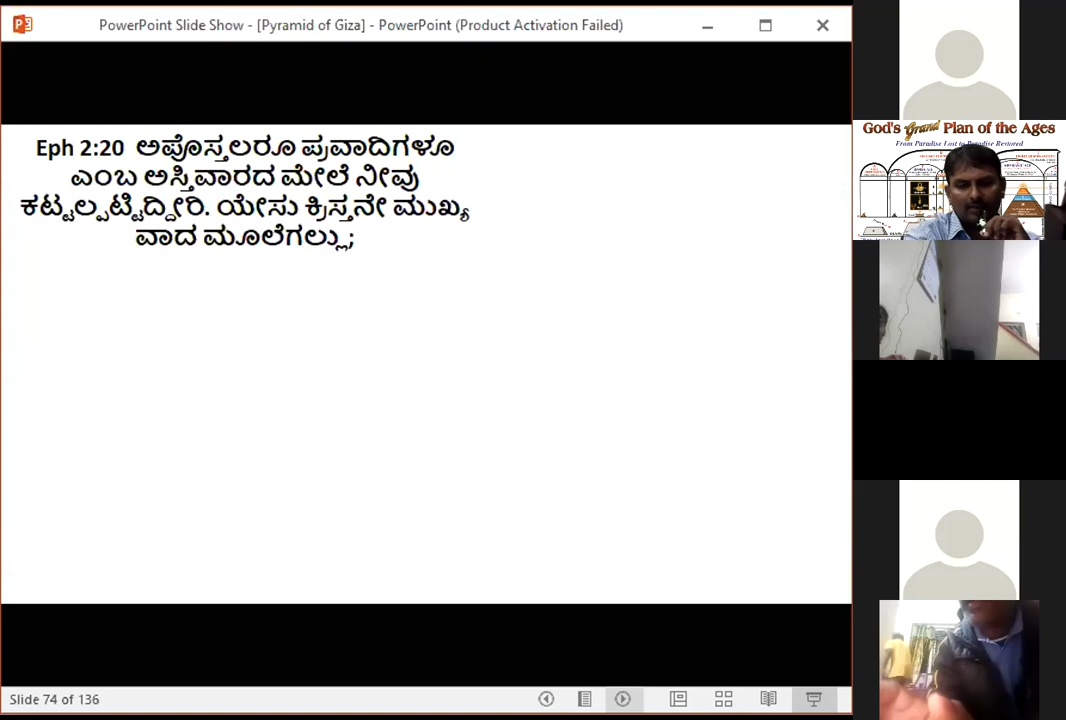 PowerPoint Slide Show - [Pyramid of Giza] - PowerPoint (Product Activation Failed)
Eph 2:20 ಅಪೊಸ್ತಲರೂ ಪ್ರವಾದಿಗಳೂ
ಎಂಬ ಅಸ್ತಿವಾರದ ಮೇಲೆ ನೀವು
ಕಟ್ಟಲ್ಪಟ್ಟಿದ್ದೀರಿ. ಯೇಸು ಕ್ರಿಸ್ತನೇ ಮುಖ್ಯ
ವಾದ ಮೂಲೆಗಲ್ಲು;
God's Grand Plan of the Ages
From Paradise Lost to Paradise Restored
Slide 74 of 136